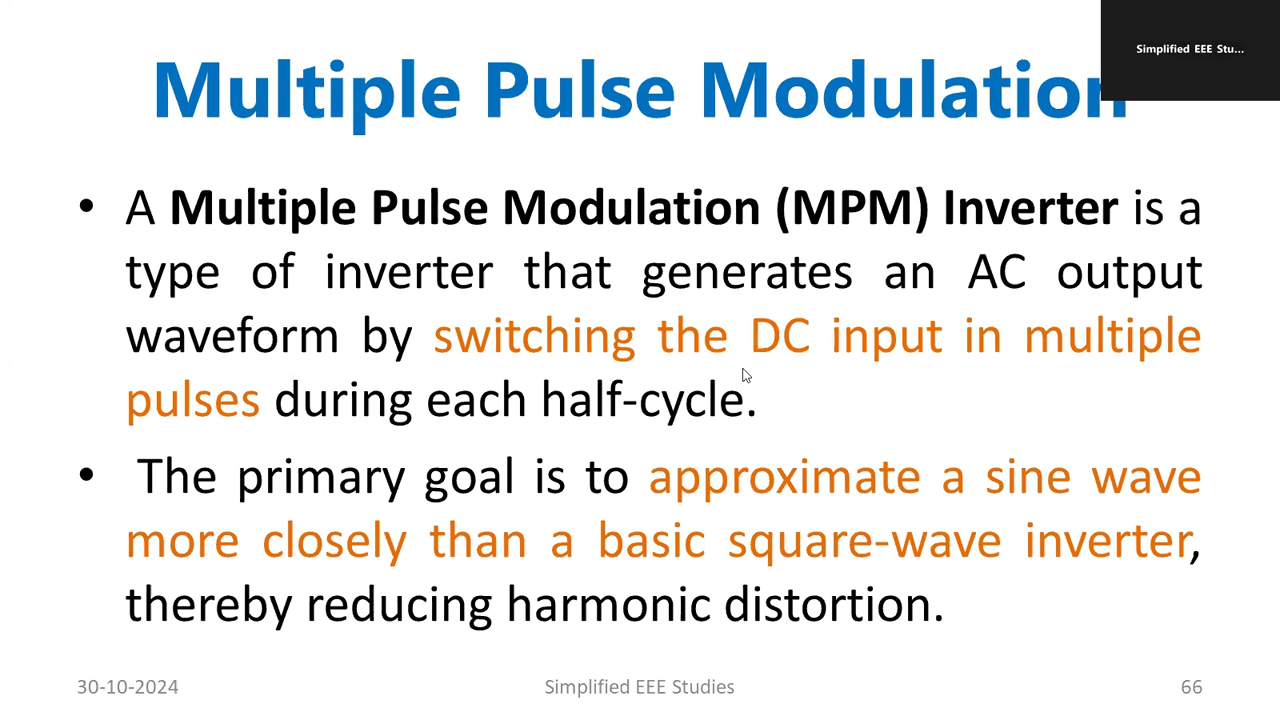 Simplified EEE Stu...
Multiple Pulse Modulation
• A Multiple Pulse Modulation (MPM) Inverter is a
type of inverter that generates an AC output
waveform by switching the DC input in multiple
pulses during each half-cycle.
• The primary goal is to approximate a sine wave
more closely than a basic square-wave inverter,
thereby reducing harmonic distortion.
30-10-2024
Simplified EEE Studies
66